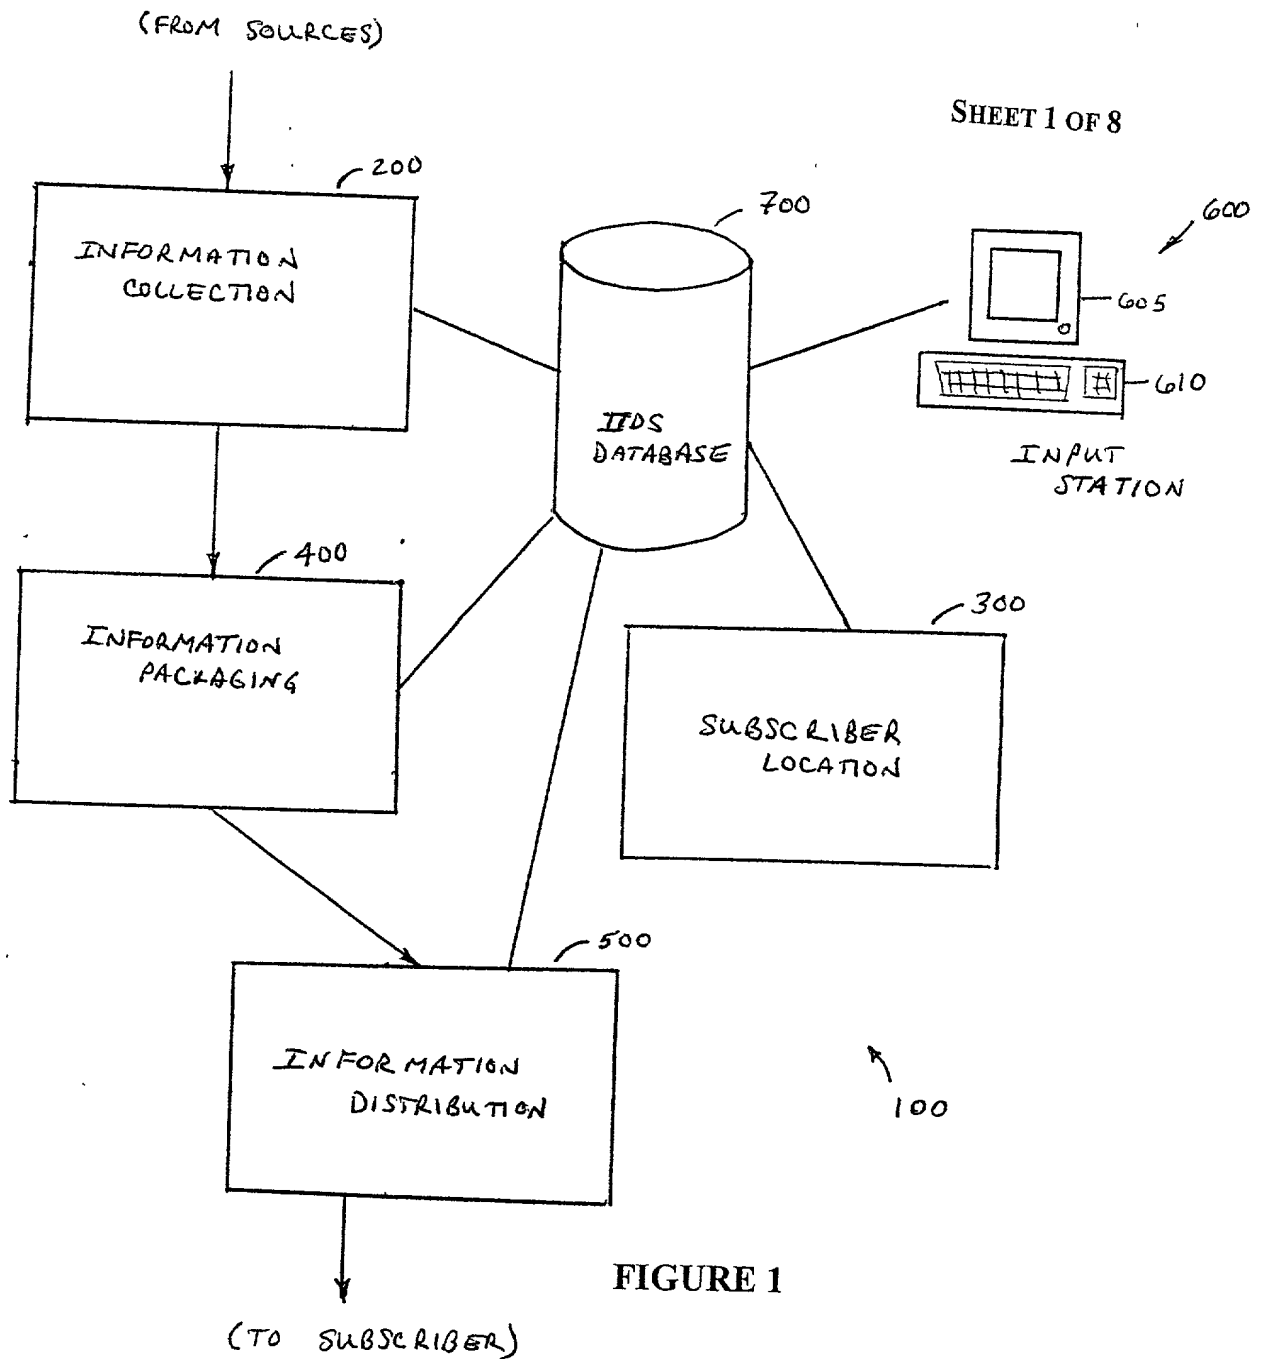 (FROM SOURCES)
SHEET 1 OF 8
200
700
600
INFORMATION
COLLECTION
605
610
IIDS
DATABASE
INPUT
STATION
400
300
INFORMATION
PACKAGING
SUBSCRIBER
LOCATION
500
INFORMATION
DISTRIBUTION
100
FIGURE 1
(TO SUBSCRIBER)